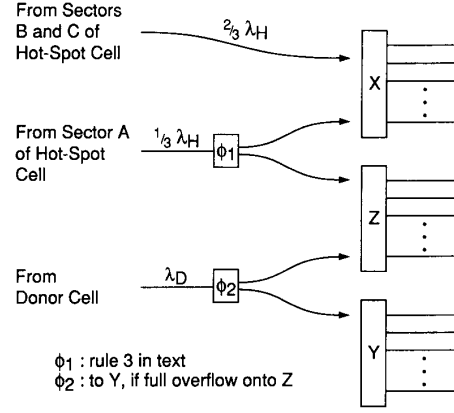 From Sectors
B and C of
Hot-Spot Cell
2/3 λH
X
From Sector A
of Hot-Spot
Cell
1/3 λH
ϕ1
Z
From
Donor Cell
λD
ϕ2
Y
ϕ1 : rule 3 in text
ϕ2 : to Y, if full overflow onto Z